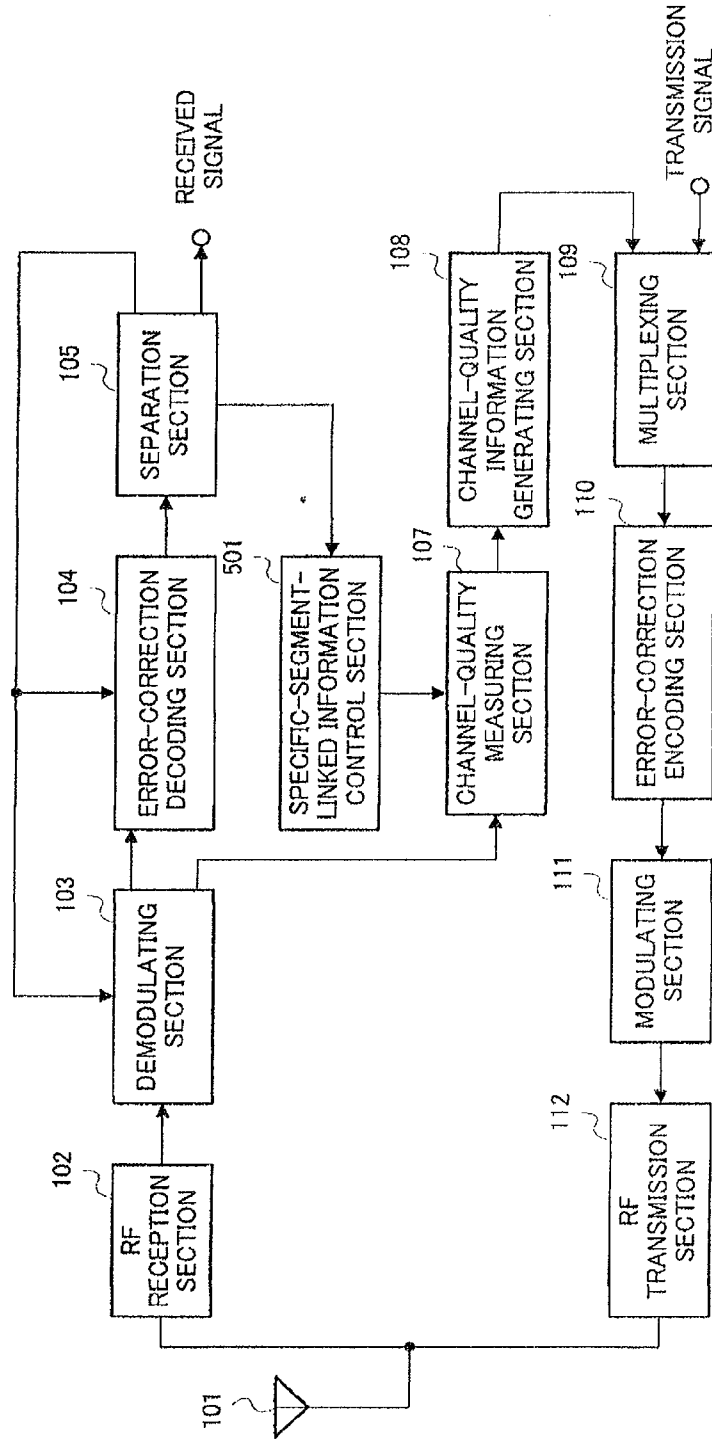 101
102
RF
RECEPTION
SECTION
103
DEMODULATING
SECTION
104
ERROR-CORRECTION
DECODING SECTION
105
SEPARATION
SECTION
RECEIVED
SIGNAL
501
SPECIFIC-SEGMENT-
LINKED INFORMATION
CONTROL SECTION
107
CHANNEL-QUALITY
MEASURING
SECTION
108
CHANNEL-QUALITY
INFORMATION
GENERATING SECTION
TRANSMISSION
SIGNAL
109
MULTIPLEXING
SECTION
110
ERROR-CORRECTION
ENCODING SECTION
111
MODULATING
SECTION
112
RF
TRANSMISSION
SECTION